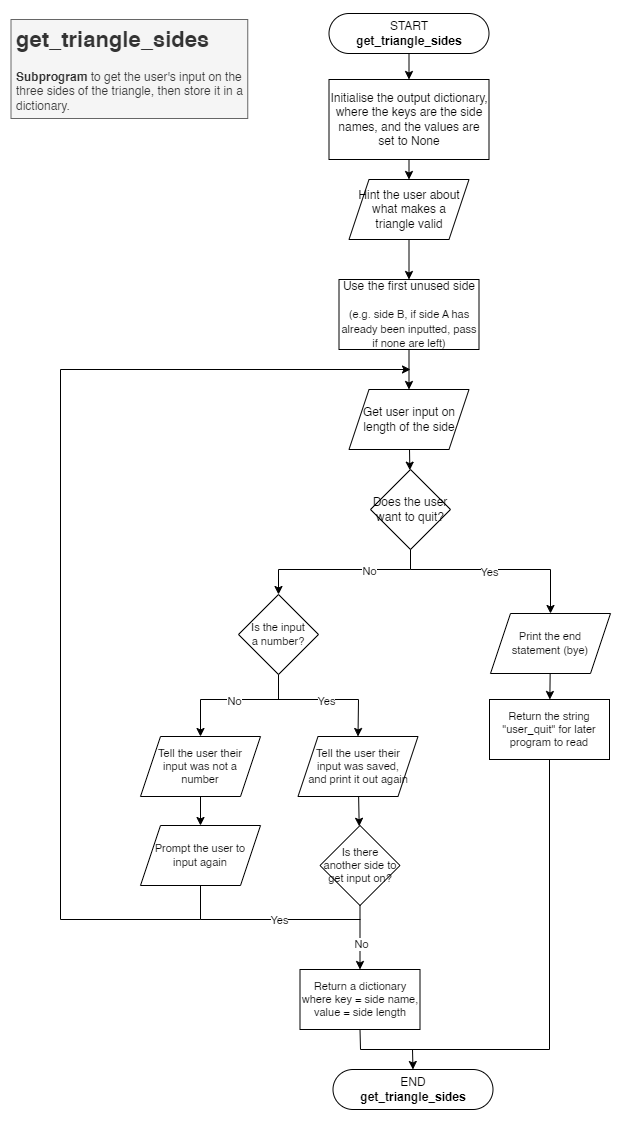 get_triangle_sides
Subprogram to get the user's input on the
three sides of the triangle, then store it in a
dictionary.
START
get_triangle_sides
Initialise the output dictionary,
where the keys are the side
names, and the values are
set to None
Hint the user about
what makes a
triangle valid
Use the first unused side
(e.g. side B, if side A has
already been inputted, pass
if none are left)
Get user input on
length of the side
Does the user
want to quit?
No
Yes
Is the input
a number?
Print the end
statement (bye)
No
Yes
Return the string
"user_quit" for later
program to read
Tell the user their
input was not a
number
Tell the user their
input was saved,
and print it out again
Prompt the user to
input again
Is there
another side to
get input on?
Yes
No
Return a dictionary
where key = side name,
value = side length
END
get_triangle_sides